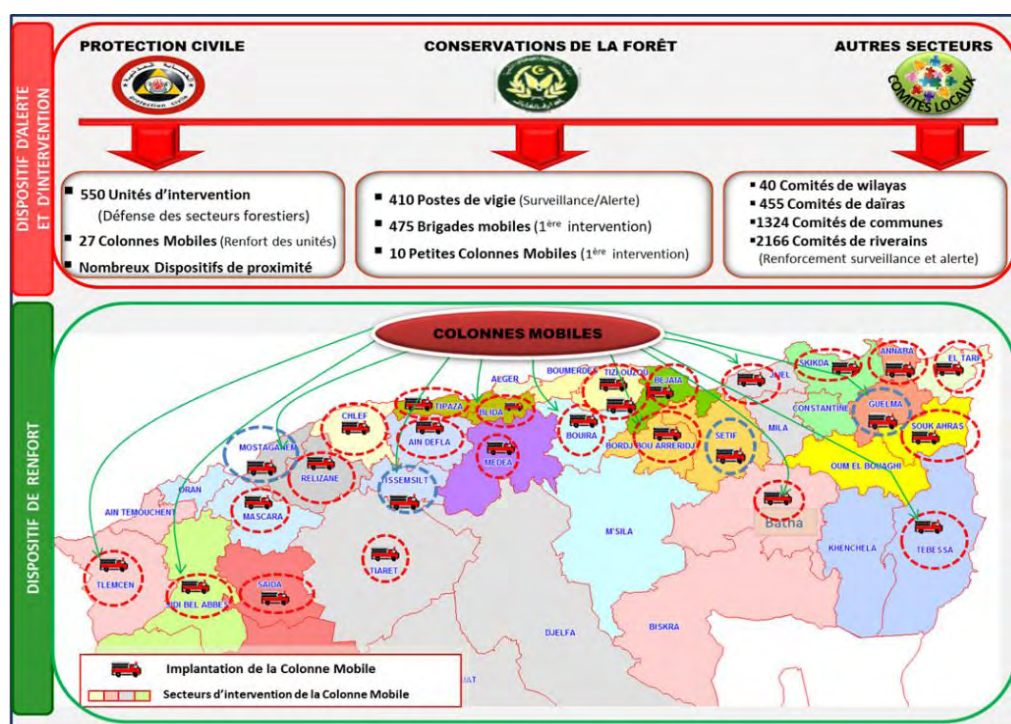 PROTECTION CIVILE
CONSERVATIONS DE LA FORÊT
AUTRES SECTEURS
الحماية المدنية
protection civile
COMITÉS LOCAUX
DISPOSITIF D'ALERTE
ET D'INTERVENTION
▪ 550 Unités d'intervention
(Défense des secteurs forestiers)
▪ 27 Colonnes Mobiles (Renfort des unités)
▪ Nombreux Dispositifs de proximité
▪ 410 Postes de vigie (Surveillance/Alerte)
▪ 475 Brigades mobiles (1ère intervention)
▪ 10 Petites Colonnes Mobiles (1ère intervention)
▪ 40 Comités de wilayas
▪ 455 Comités de daïras
▪ 1324 Comités de communes
▪ 2166 Comités de riverains
(Renforcement surveillance et alerte)
DISPOSITIF DE RENFORT
COLONNES MOBILES
SKIKDA
ANNABA
EL TARF
BOUMERDES
TIZI OUZOU
BEJAIA
JIJEL
ALGER
TIPAZA
BLIDA
CHLEF
CONSTANTINE
GUELMA
AIN DEFLA
BOUIRA
BORDJ BOU ARRERIDJ
SETIF
MILA
SOUK AHRAS
MOSTAGANEM
MEDEA
OUM EL BOUAGHI
RELIZANE
TISSEMSILT
ORAN
MASCARA
AIN TEMOUCHENT
Batna
M'SILA
KHENCHELA
TEBESSA
TIARET
TLEMCEN
SAIDA
SIDI BEL ABBES
DJELFA
BISKRA
UAT
Implantation de la Colonne Mobile
Secteurs d'intervention de la Colonne Mobile